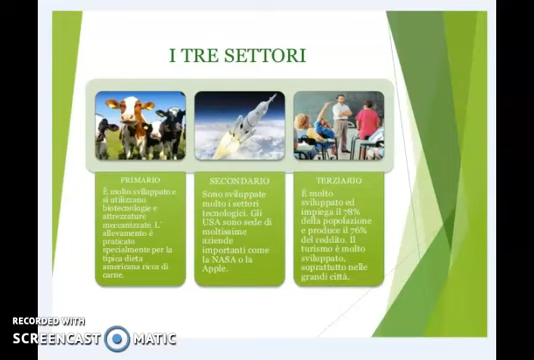 I TRE SETTORI
PRIMARIO
È molto sviluppato e
si utilizzano
biotecnologie e
attrezzature
meccanizzate. L'
allevamento è
praticato
specialmente per la
tipica dieta
americana ricca di
carne.
SECONDARIO
Sono sviluppate
molto i settori
tecnologici. Gli
USA sono sede di
moltissime
aziende
importanti come
la NASA o la
Apple.
TERZIARIO
È molto
sviluppato ed
impiega il 78%
della popolazione
e produce il 76%
del reddito. Il
turismo è molto
sviluppato,
soprattutto nelle
grandi città.
RECORDED WITH
SCREENCAST MATIC